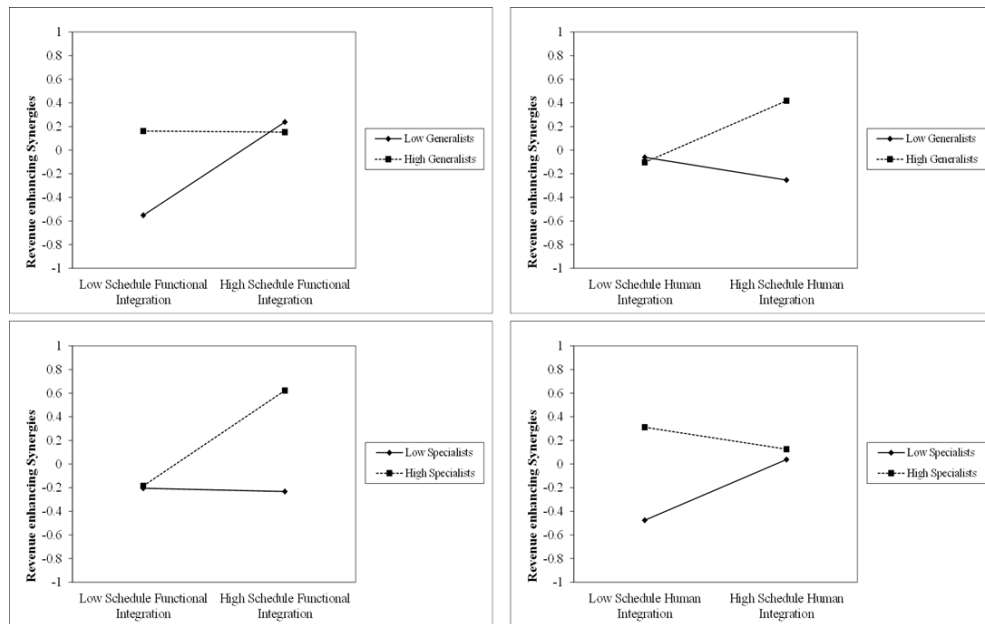 Revenue enhancing Synergies
1
0.8
0.6
0.4
0.2
0
-0.2
-0.4
-0.6
-0.8
-1
Low Schedule Functional
Integration
High Schedule Functional
Integration
Low Generalists
High Generalists
Revenue enhancing Synergies
1
0.8
0.6
0.4
0.2
0
-0.2
-0.4
-0.6
-0.8
-1
Low Schedule Human
Integration
High Schedule Human
Integration
Low Generalists
High Generalists
Revenue enhancing Synergies
1
0.8
0.6
0.4
0.2
0
-0.2
-0.4
-0.6
-0.8
-1
Low Schedule Functional
Integration
High Schedule Functional
Integration
Low Specialists
High Specialists
Revenue enhancing Synergies
1
0.8
0.6
0.4
0.2
0
-0.2
-0.4
-0.6
-0.8
-1
Low Schedule Human
Integration
High Schedule Human
Integration
Low Specialists
High Specialists